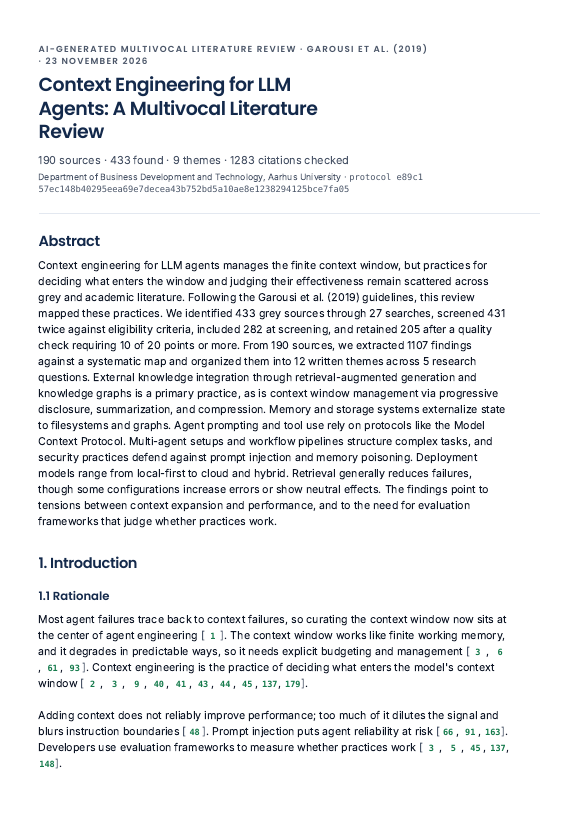 AI-GENERATED MULTIVOCAL LITERATURE REVIEW · GAROUSI ET AL. (2019)
· 23 NOVEMBER 2026
Context Engineering for LLM
Agents: A Multivocal Literature
Review
190 sources · 433 found · 9 themes · 1283 citations checked
Department of Business Development and Technology, Aarhus University · protocol e89c1
57ec148b40295eea69e7decea43b752bd5a10ae8e1238294125bce7fa05
Abstract
Context engineering for LLM agents manages the finite context window, but practices for
deciding what enters the window and judging their effectiveness remain scattered across
grey and academic literature. Following the Garousi et al. (2019) guidelines, this review
mapped these practices. We identified 433 grey sources through 27 searches, screened 431
twice against eligibility criteria, included 282 at screening, and retained 205 after a quality
check requiring 10 of 20 points or more. From 190 sources, we extracted 1107 findings
against a systematic map and organized them into 12 written themes across 5 research
questions. External knowledge integration through retrieval-augmented generation and
knowledge graphs is a primary practice, as is context window management via progressive
disclosure, summarization, and compression. Memory and storage systems externalize state
to filesystems and graphs. Agent prompting and tool use rely on protocols like the Model
Context Protocol. Multi-agent setups and workflow pipelines structure complex tasks, and
security practices defend against prompt injection and memory poisoning. Deployment
models range from local-first to cloud and hybrid. Retrieval generally reduces failures,
though some configurations increase errors or show neutral effects. The findings point to
tensions between context expansion and performance, and to the need for evaluation
frameworks that judge whether practices work.
1. Introduction
1.1 Rationale
Most agent failures trace back to context failures, so curating the context window now sits at
the center of agent engineering [ 1 ]. The context window works like finite working memory,
and it degrades in predictable ways, so it needs explicit budgeting and management [ 3 , 6
, 61, 93]. Context engineering is the practice of deciding what enters the model's context
window [ 2 , 3 , 9 , 40, 41, 43, 44, 45, 137, 179].
Adding context does not reliably improve performance; too much of it dilutes the signal and
blurs instruction boundaries [ 48]. Prompt injection puts agent reliability at risk [ 66, 91, 163].
Developers use evaluation frameworks to measure whether practices work [ 3 , 5 , 45, 137,
148].